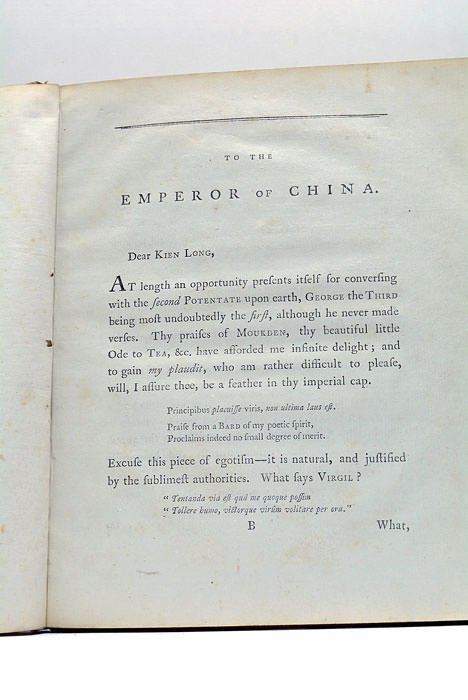 TO THE
EMPEROR OF CHINA.
Dear KIEN LONG,
AT length an opportunity preſents itſelf for converſing
with the ſecond POTENTATE upon earth, GEORGE the THIRD
being moſt undoubtedly the firſt, although he never made
verſes. Thy praiſes of MOUKDEN, thy beautiful little
Ode to TEA, &c. have afforded me infinite delight; and
to gain my plaudit, who am rather difficult to pleaſe,
will, I aſſure thee, be a feather in thy imperial cap.
Principibus placuiſſe viris, non ultima laus eſt.
Praiſe from a BARD of my poetic ſpirit,
Proclaims indeed no ſmall degree of merit.
Excuſe this piece of egotiſm—it is natural, and juſtified
by the ſublimeſt authorities. What ſays VIRGIL?
" Tentanda via eſt quâ me quoque poſſim
" Tollere humo, victorque virûm volitare per ora."
B What,